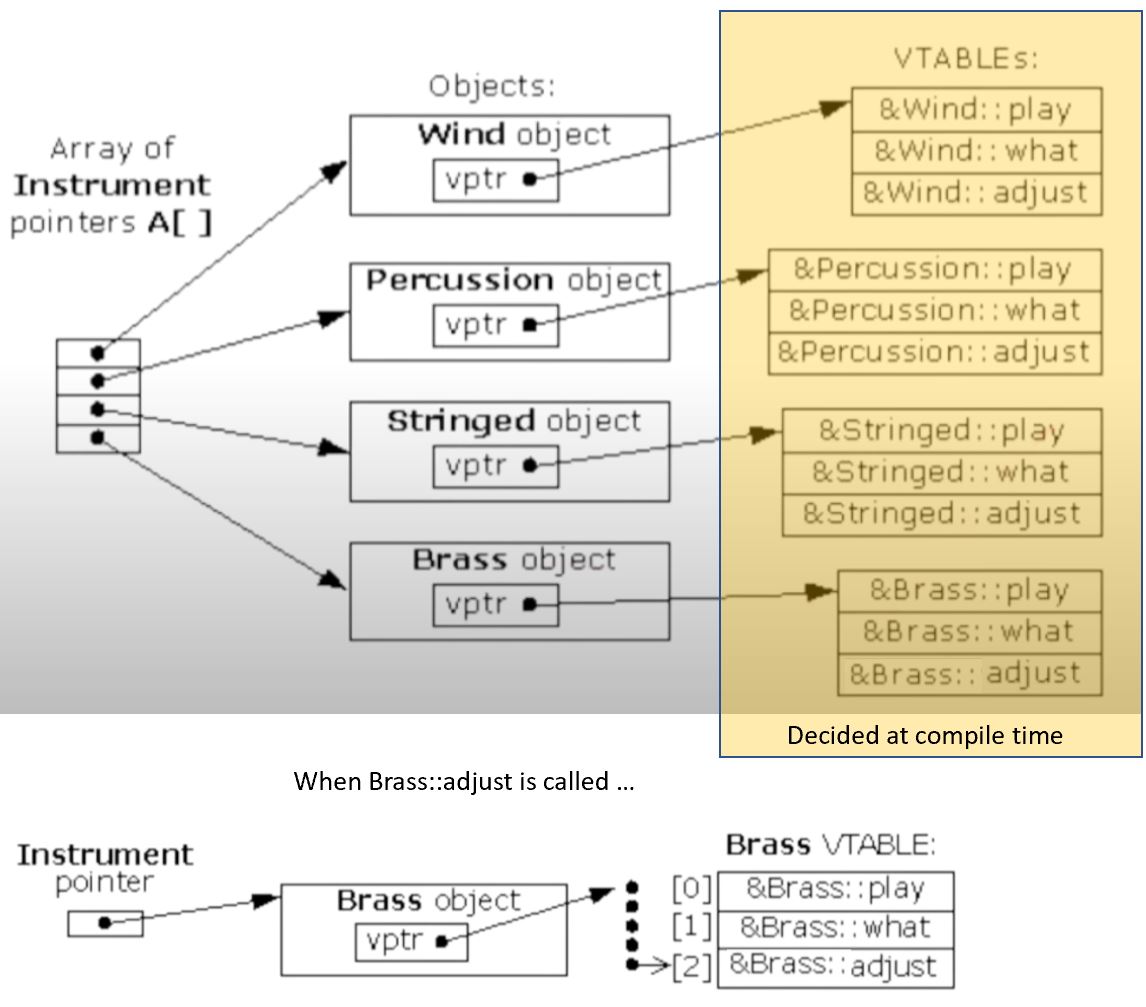 VTABLEs:
Objects:
Array of
Instrument
pointers A[ ]
Wind object
vptr
&Wind::play
&Wind::what
&Wind::adjust
Percussion object
vptr
&Percussion::play
&Percussion::what
&Percussion::adjust
Stringed object
vptr
&Stringed::play
&Stringed::what
&Stringed::adjust
Brass object
vptr
&Brass::play
&Brass::what
&Brass::adjust
Decided at compile time
When Brass::adjust is called ...
Instrument
pointer
Brass object
vptr
Brass VTABLE:
[0] &Brass::play
[1] &Brass::what
[2] &Brass::adjust